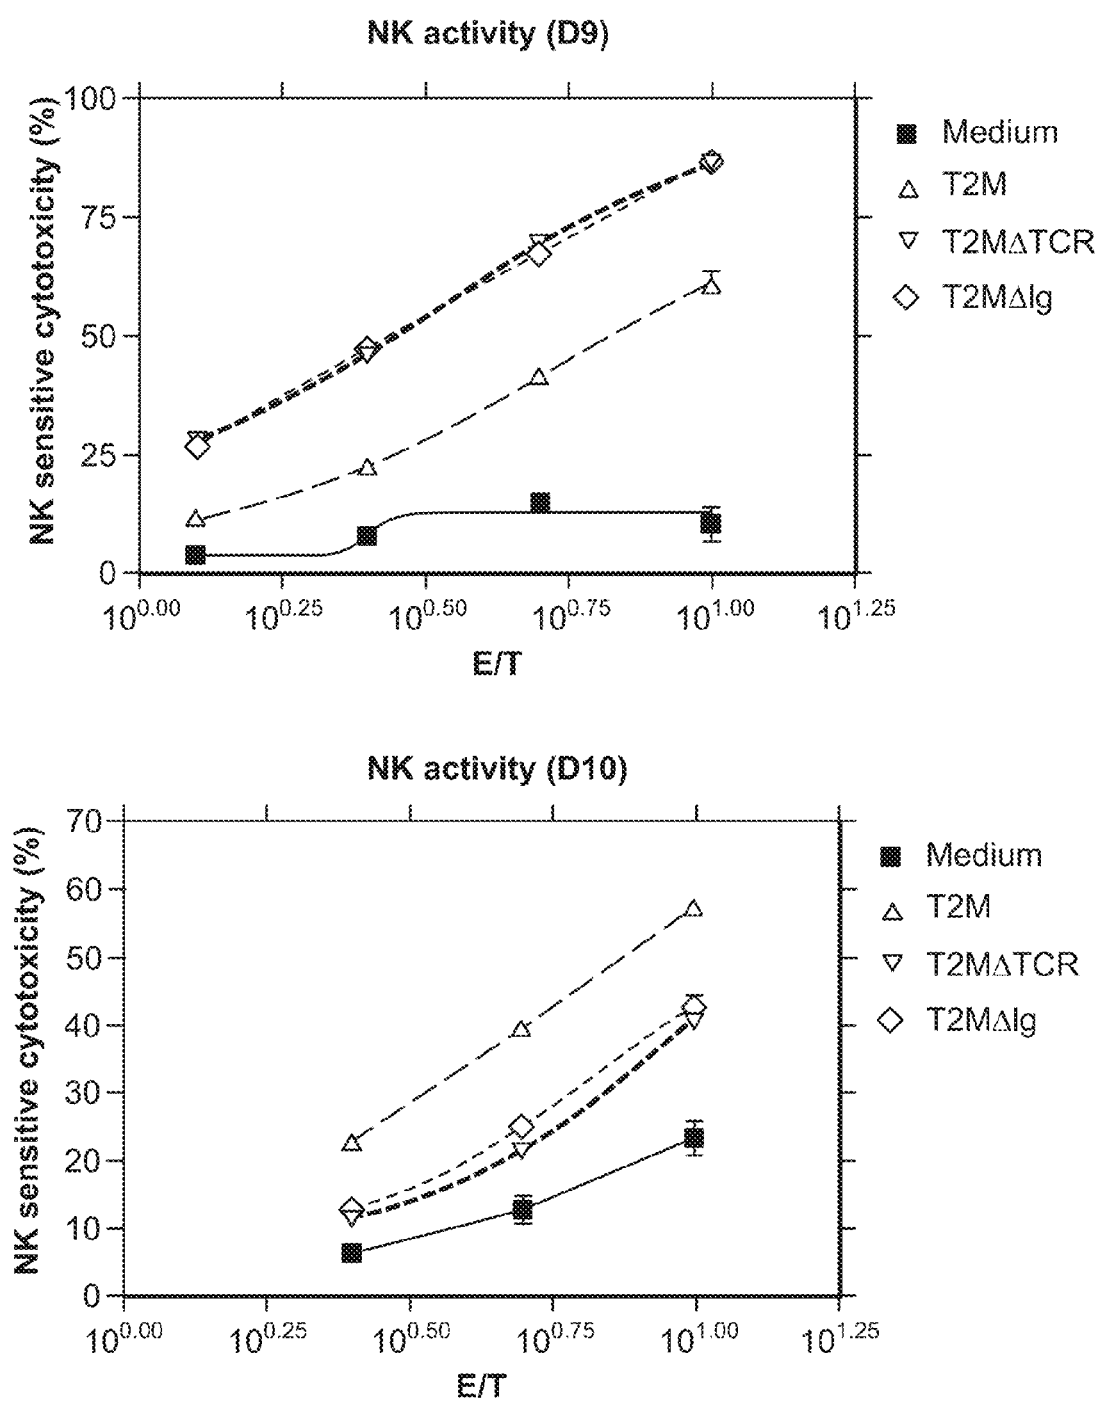 NK activity (D9)
NK sensitive cytotoxicity (%)
100
75
50
25
0
10^0.00 10^0.25 10^0.50 10^0.75 10^1.00 10^1.25
E/T
Medium
T2M
T2MΔTCR
T2MΔIg
NK activity (D10)
NK sensitive cytotoxicity (%)
70
60
50
40
30
20
10
0
10^0.00 10^0.25 10^0.50 10^0.75 10^1.00 10^1.25
E/T
Medium
T2M
T2MΔTCR
T2MΔIg